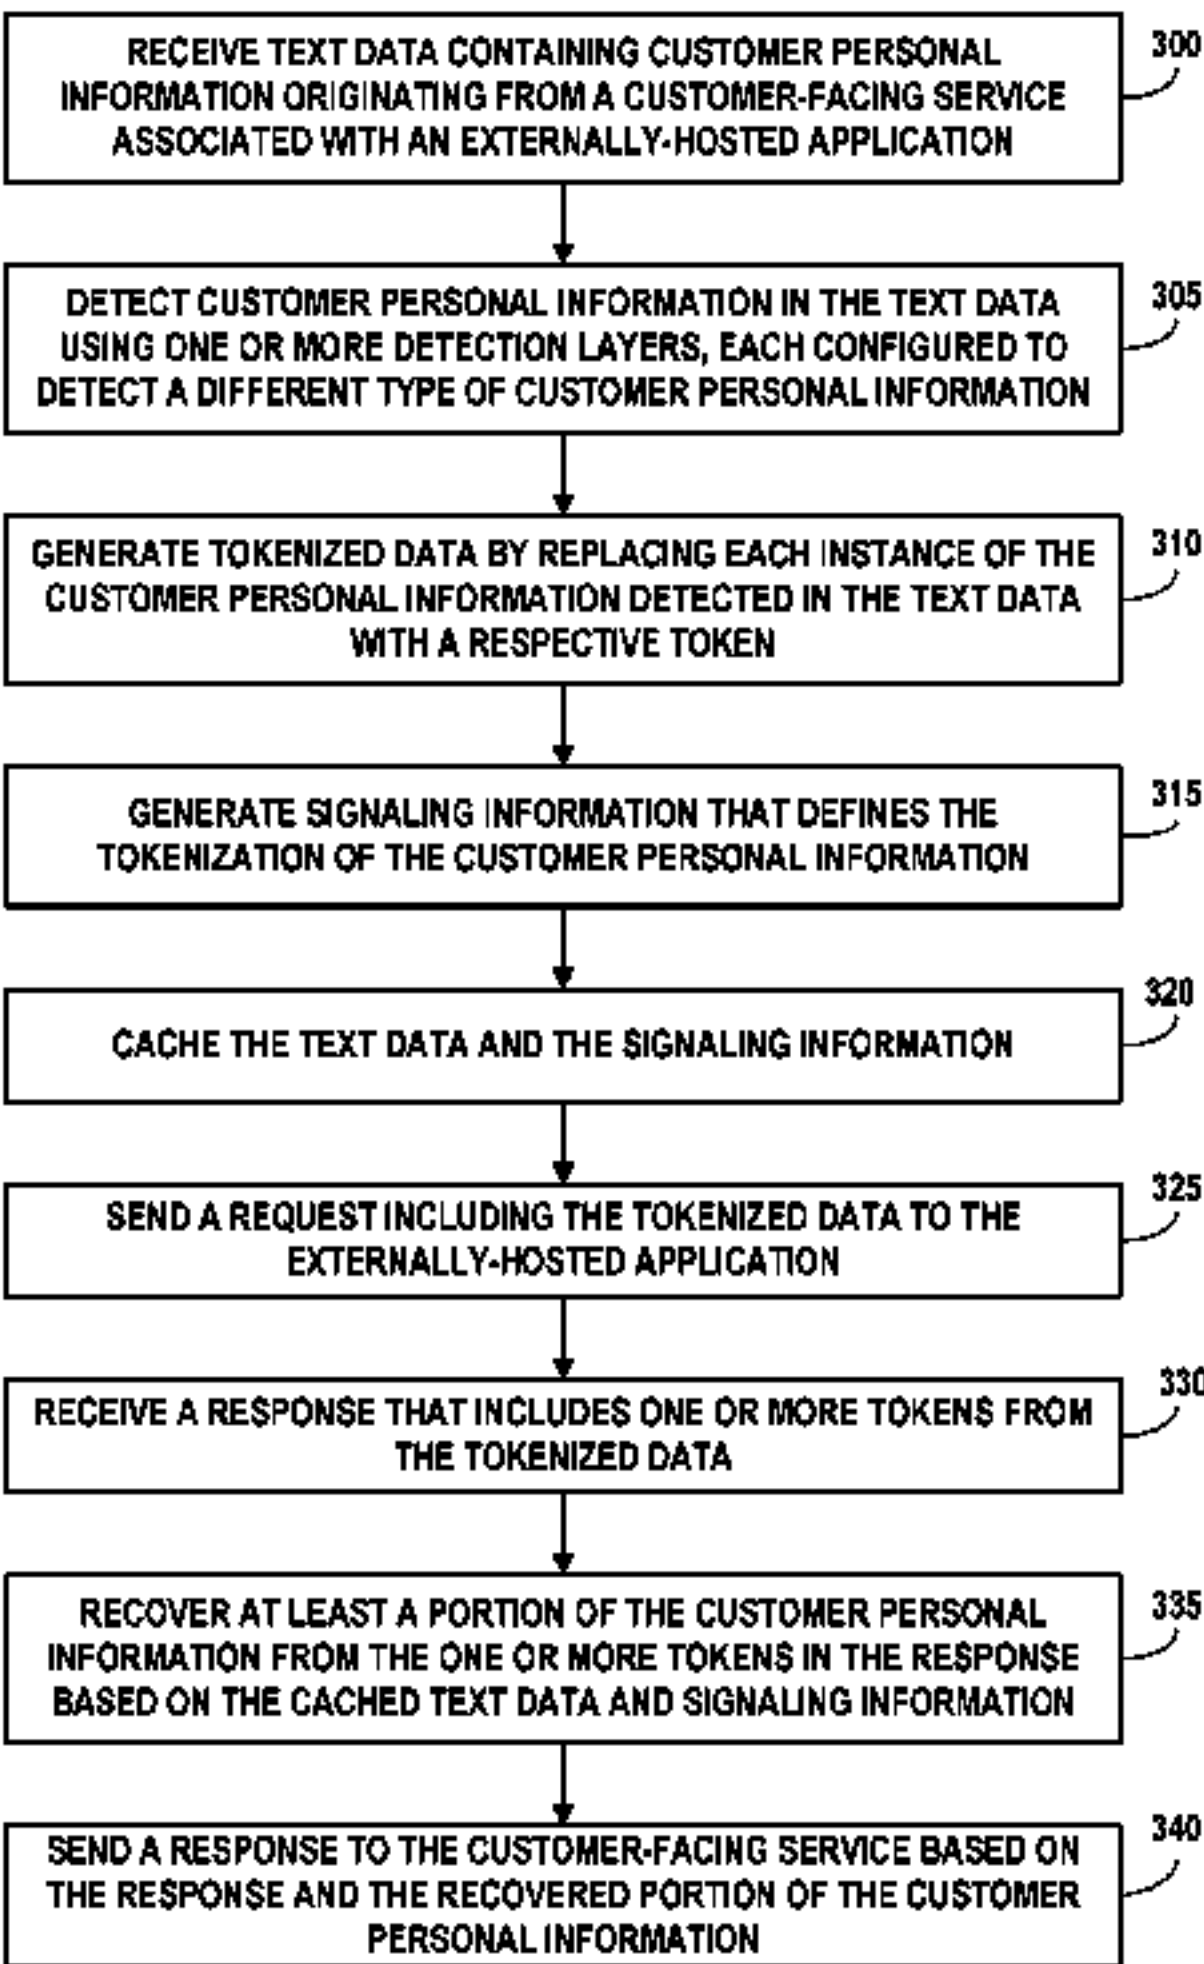 RECEIVE TEXT DATA CONTAINING CUSTOMER PERSONAL
INFORMATION ORIGINATING FROM A CUSTOMER-FACING SERVICE
ASSOCIATED WITH AN EXTERNALLY-HOSTED APPLICATION
300
DETECT CUSTOMER PERSONAL INFORMATION IN THE TEXT DATA
USING ONE OR MORE DETECTION LAYERS, EACH CONFIGURED TO
DETECT A DIFFERENT TYPE OF CUSTOMER PERSONAL INFORMATION
305
GENERATE TOKENIZED DATA BY REPLACING EACH INSTANCE OF THE
CUSTOMER PERSONAL INFORMATION DETECTED IN THE TEXT DATA
WITH A RESPECTIVE TOKEN
310
GENERATE SIGNALING INFORMATION THAT DEFINES THE
TOKENIZATION OF THE CUSTOMER PERSONAL INFORMATION
315
CACHE THE TEXT DATA AND THE SIGNALING INFORMATION
320
SEND A REQUEST INCLUDING THE TOKENIZED DATA TO THE
EXTERNALLY-HOSTED APPLICATION
325
RECEIVE A RESPONSE THAT INCLUDES ONE OR MORE TOKENS FROM
THE TOKENIZED DATA
330
RECOVER AT LEAST A PORTION OF THE CUSTOMER PERSONAL
INFORMATION FROM THE ONE OR MORE TOKENS IN THE RESPONSE
BASED ON THE CACHED TEXT DATA AND SIGNALING INFORMATION
335
SEND A RESPONSE TO THE CUSTOMER-FACING SERVICE BASED ON
THE RESPONSE AND THE RECOVERED PORTION OF THE CUSTOMER
PERSONAL INFORMATION
340